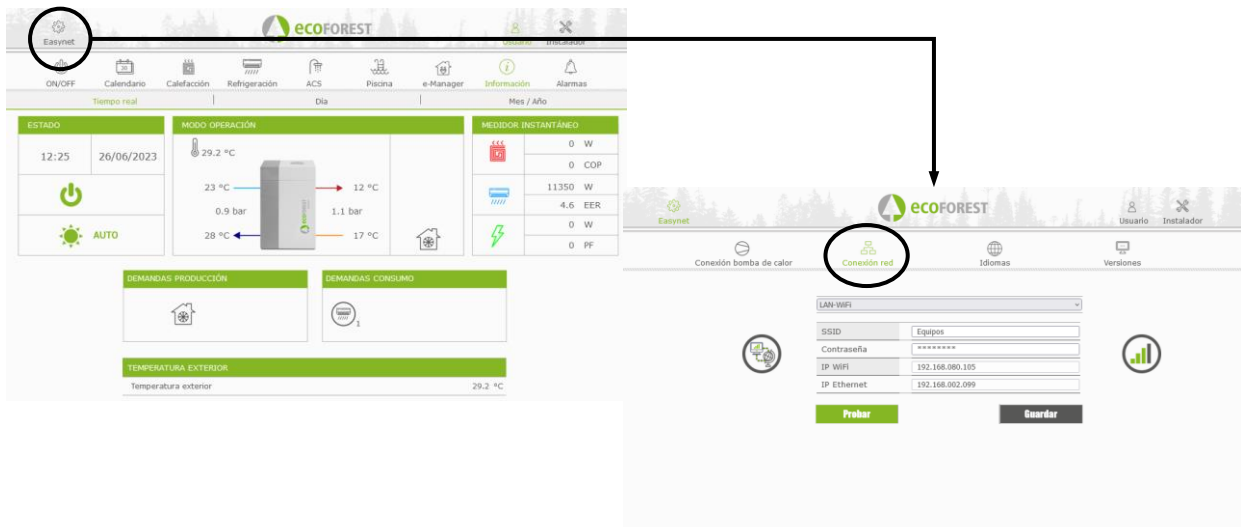 Easynet
ecoFOREST
Usuario Instalador
ON/OFF Calendario Calefacción Refrigeración ACS Piscina e-Manager Información Alarmas
Tiempo real Día Mes / Año
ESTADO MODO OPERACIÓN MEDIDOR INSTANTÁNEO
12:25 26/06/2023
29.2 °C
0 W
0 COP
23 °C 12 °C
11350 W
0.9 bar 1.1 bar
4.6 EER
AUTO
28 °C 17 °C
0 W
0 PF
DEMANDAS PRODUCCIÓN DEMANDAS CONSUMO
1
TEMPERATURA EXTERIOR
Temperatura exterior 29.2 °C
Easynet
ecoFOREST
Usuario Instalador
Conexión bomba de calor Conexión red Idiomas Versiones
LAN-WiFi
SSID Equipos
Contraseña ********
IP WiFi 192.168.080.105
IP Ethernet 192.168.002.099
Probar Guardar